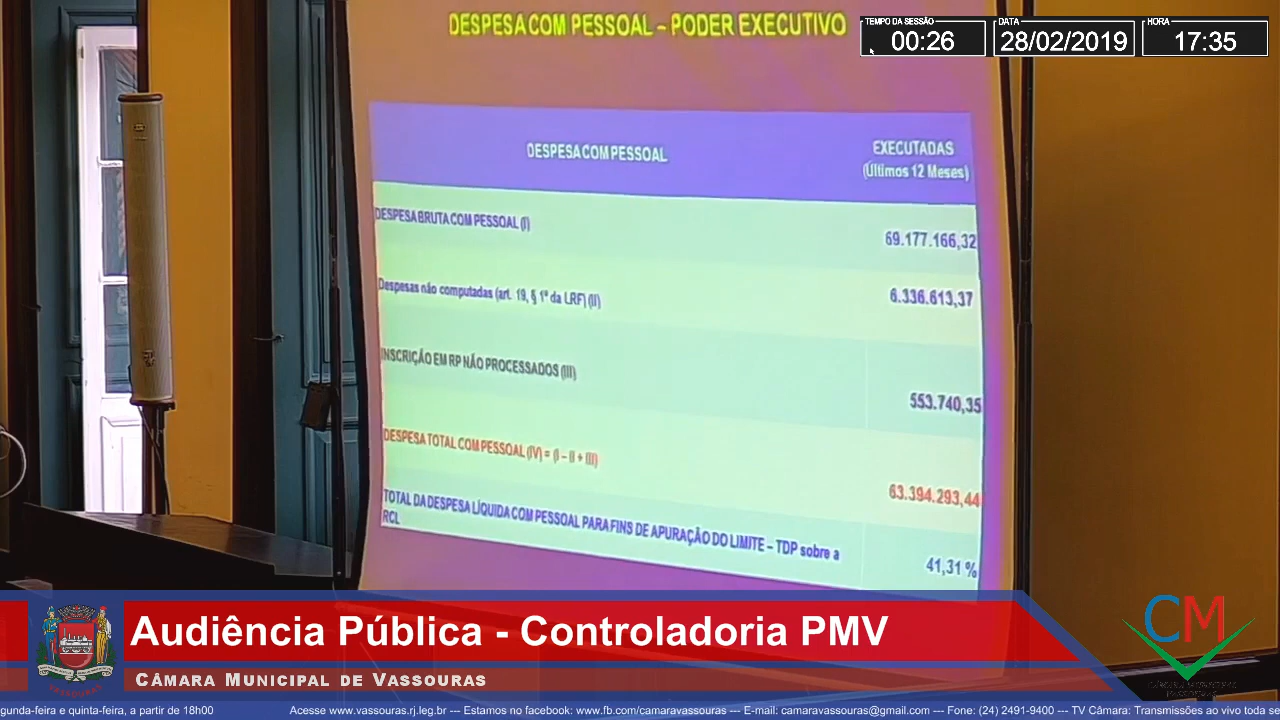 DESPESA COM PESSOAL – PODER EXECUTIVO
TEMPO DA SESSÃO
00:26
DATA
28/02/2019
HORA
17:35
DESPESA COM PESSOAL
EXECUTADAS
(Últimos 12 Meses)
DESPESA BRUTA COM PESSOAL (I)
69.177.166,32
Despesas não computadas (art. 19, § 1º da LRF) (II)
6.336.613,37
INSCRIÇÃO EM RP NÃO PROCESSADOS (III)
553.740,35
DESPESA TOTAL COM PESSOAL (IV) = (I – II + III)
63.394.293,44
TOTAL DA DESPESA LÍQUIDA COM PESSOAL PARA FINS DE APURAÇÃO DO LIMITE – TDP sobre a
RCL
41,31 %
Audiência Pública - Controladoria PMV
CÂMARA MUNICIPAL DE VASSOURAS
VASSOURAS
CM
CÂMARA MUNICIPAL
VASSOURAS
gunda-feira e quinta-feira, a partir de 18h00 Acesse www.vassouras.rj.leg.br --- Estamos no facebook: www.fb.com/camaravassouras --- E-mail: camaravassouras@gmail.com --- Fone: (24) 2491-9400 --- TV Câmara: Transmissões ao vivo toda se